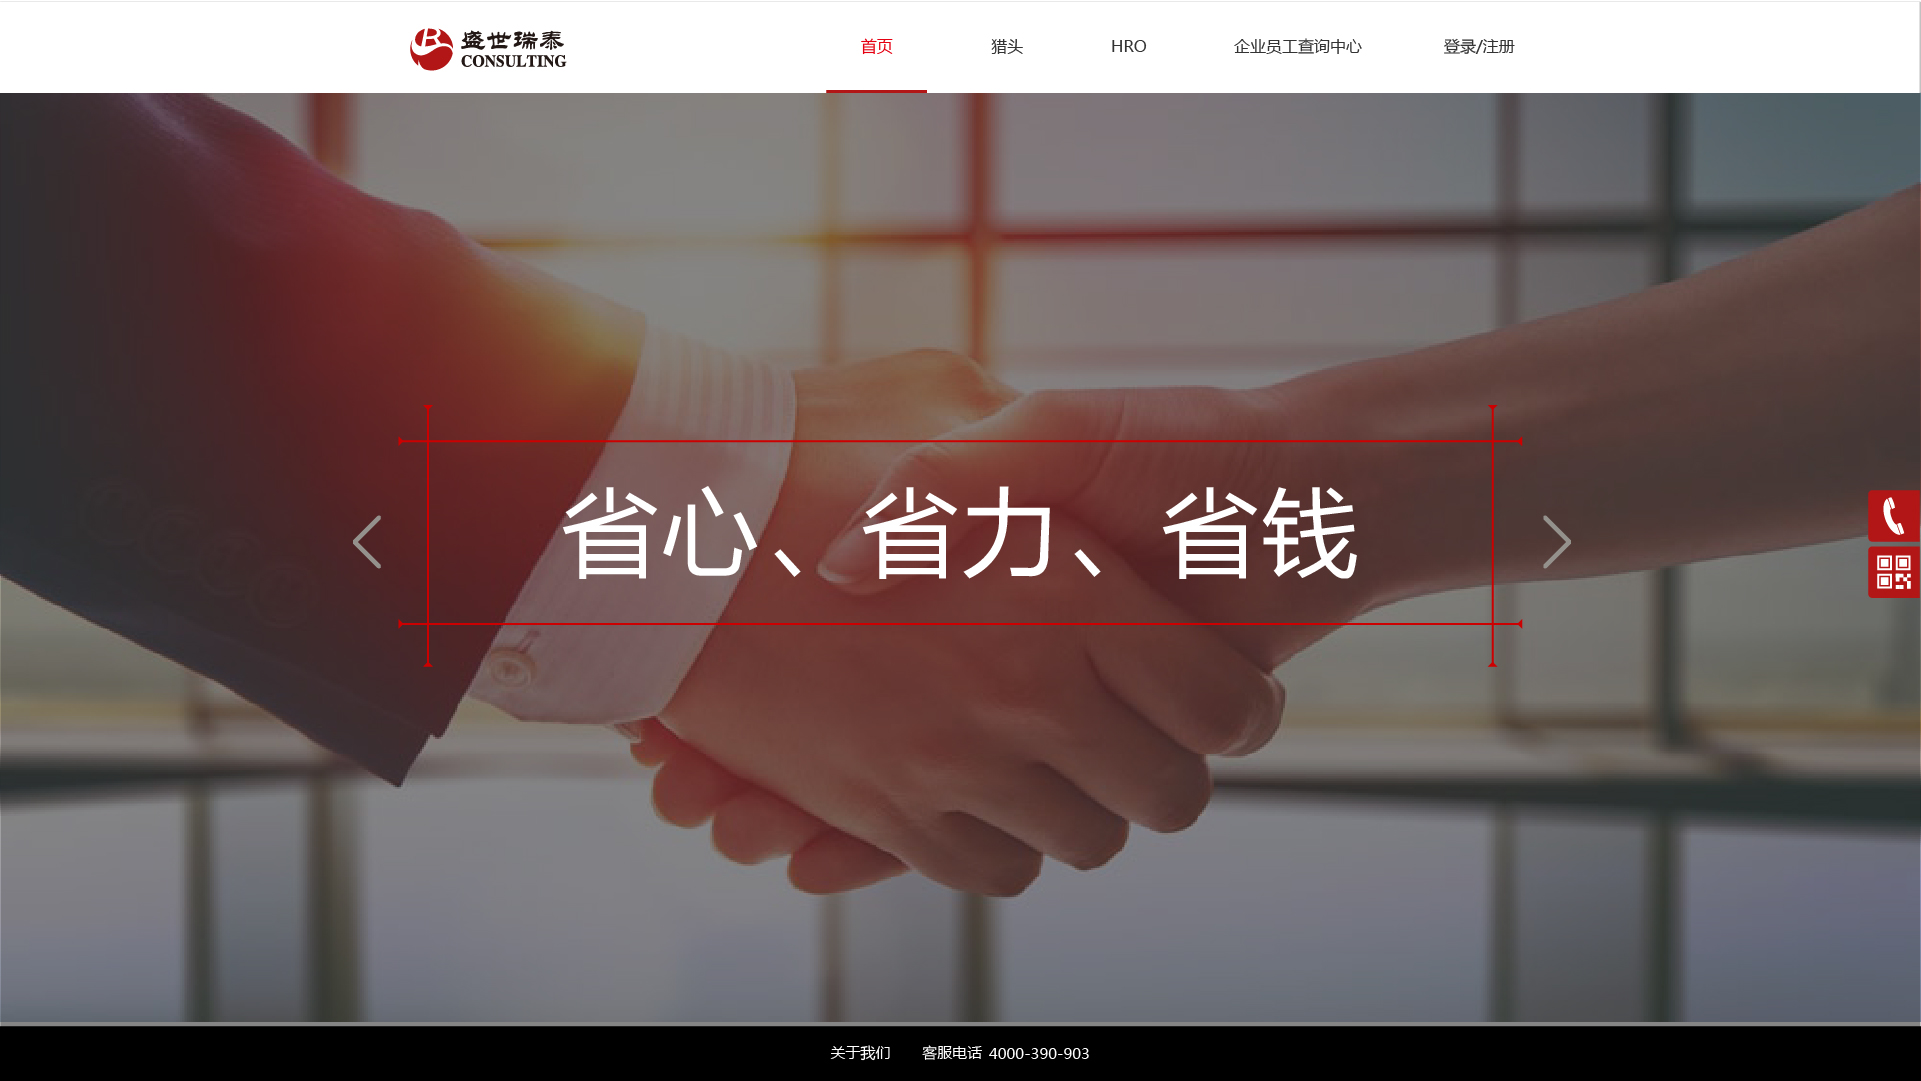 盛世瑞泰
CONSULTING
首页
猎头
HRO
企业员工查询中心
登录/注册
省心、省力、省钱
关于我们
客服电话 4000-390-903